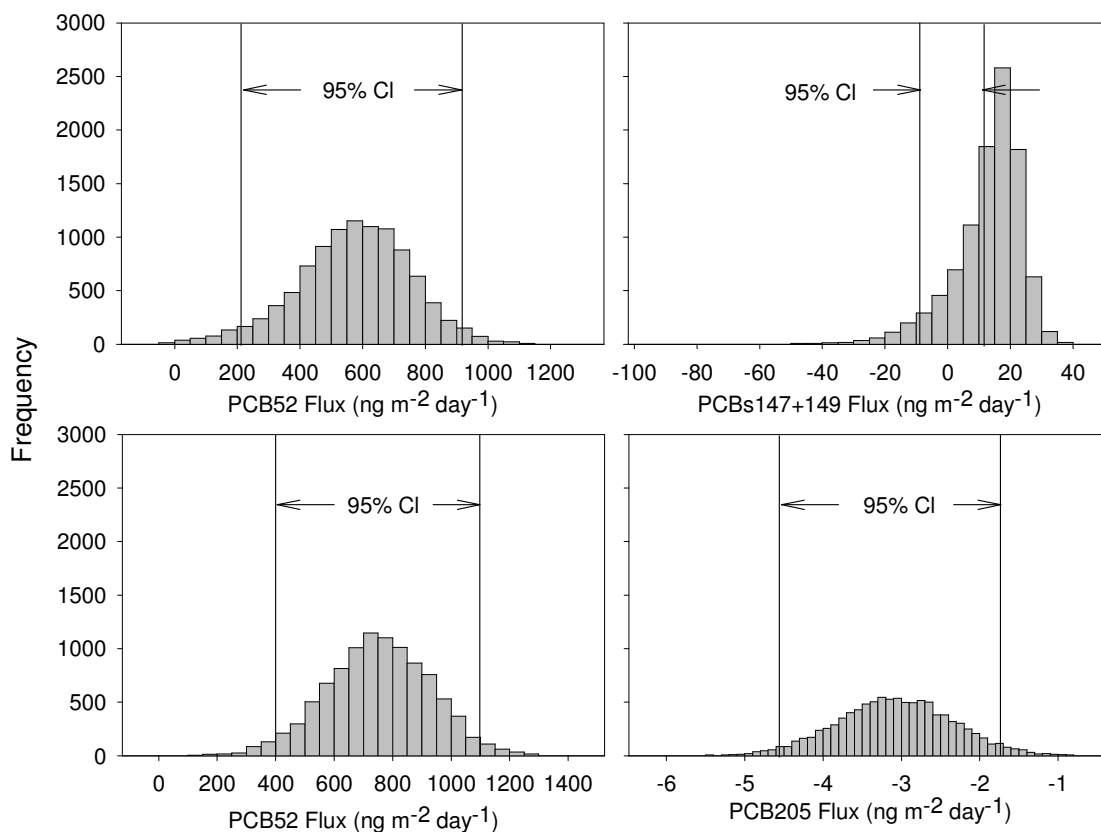 3000
2500
2000
1500
1000
500
0
95% CI
0 200 400 600 800 1000 1200
PCB52 Flux (ng m-2 day-1)
95% CI
-100 -80 -60 -40 -20 0 20 40
PCBs147+149 Flux (ng m-2 day-1)
Frequency
3000
2500
2000
1500
1000
500
0
95% CI
0 200 400 600 800 1000 1200 1400
PCB52 Flux (ng m-2 day-1)
95% CI
-6 -5 -4 -3 -2 -1
PCB205 Flux (ng m-2 day-1)